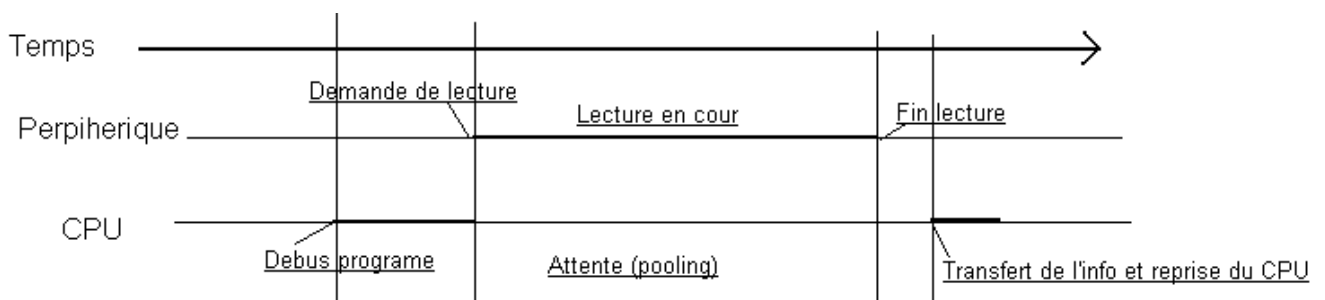 Temps
Demande de lecture
Lecture en cour
Fin lecture
Perpiherique
CPU
Debus programe
Attente (pooling)
Transfert de l'info et reprise du CPU